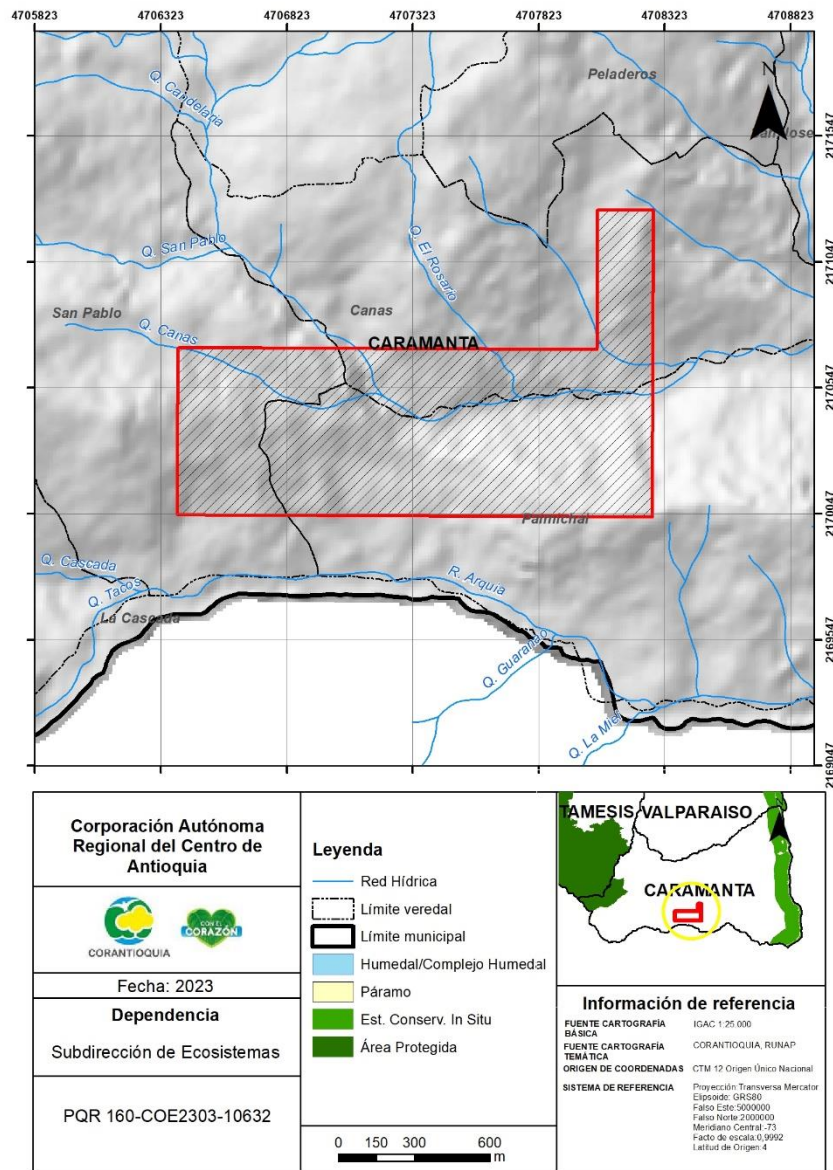 4705823 4706323 4706823 4707323 4707823 4708323 4708823
Peladeros
N
Q. Candelaria
2171547
Q. San Pablo
Q. El Rosario
2171047
San Pablo
Canas
Q. Canas
CARAMANTA
2170547
Palmichal
2170047
Q. Cascada
Q. Tacos
R. Arquia
La Cascada
2169547
Q. Guaranao
Q. La Miel
2169047
Corporación Autónoma
Regional del Centro de
Antioquia
CORANTIOQUIA
CON EL
CORAZÓN
Fecha: 2023
Dependencia
Subdirección de Ecosistemas
PQR 160-COE2303-10632
Leyenda
Red Hídrica
Límite veredal
Límite municipal
Humedal/Complejo Humedal
Páramo
Est. Conserv. In Situ
Área Protegida
0 150 300 600
m
TAMESIS VALPARAISO
CARAMANTA
Información de referencia
FUENTE CARTOGRAFÍA BÁSICA IGAC 1:25.000
FUENTE CARTOGRAFÍA TEMÁTICA CORANTIOQUIA, RUNAP
ORIGEN DE COORDENADAS CTM 12 Origen Único Nacional
SISTEMA DE REFERENCIA Proyección:Transversa Mercator
Elipsoide: GRS80
Falso Este:5000000
Falso Norte:2000000
Meridiano Central:-73
Facto de escala:0,9992
Latitud de Origen:4